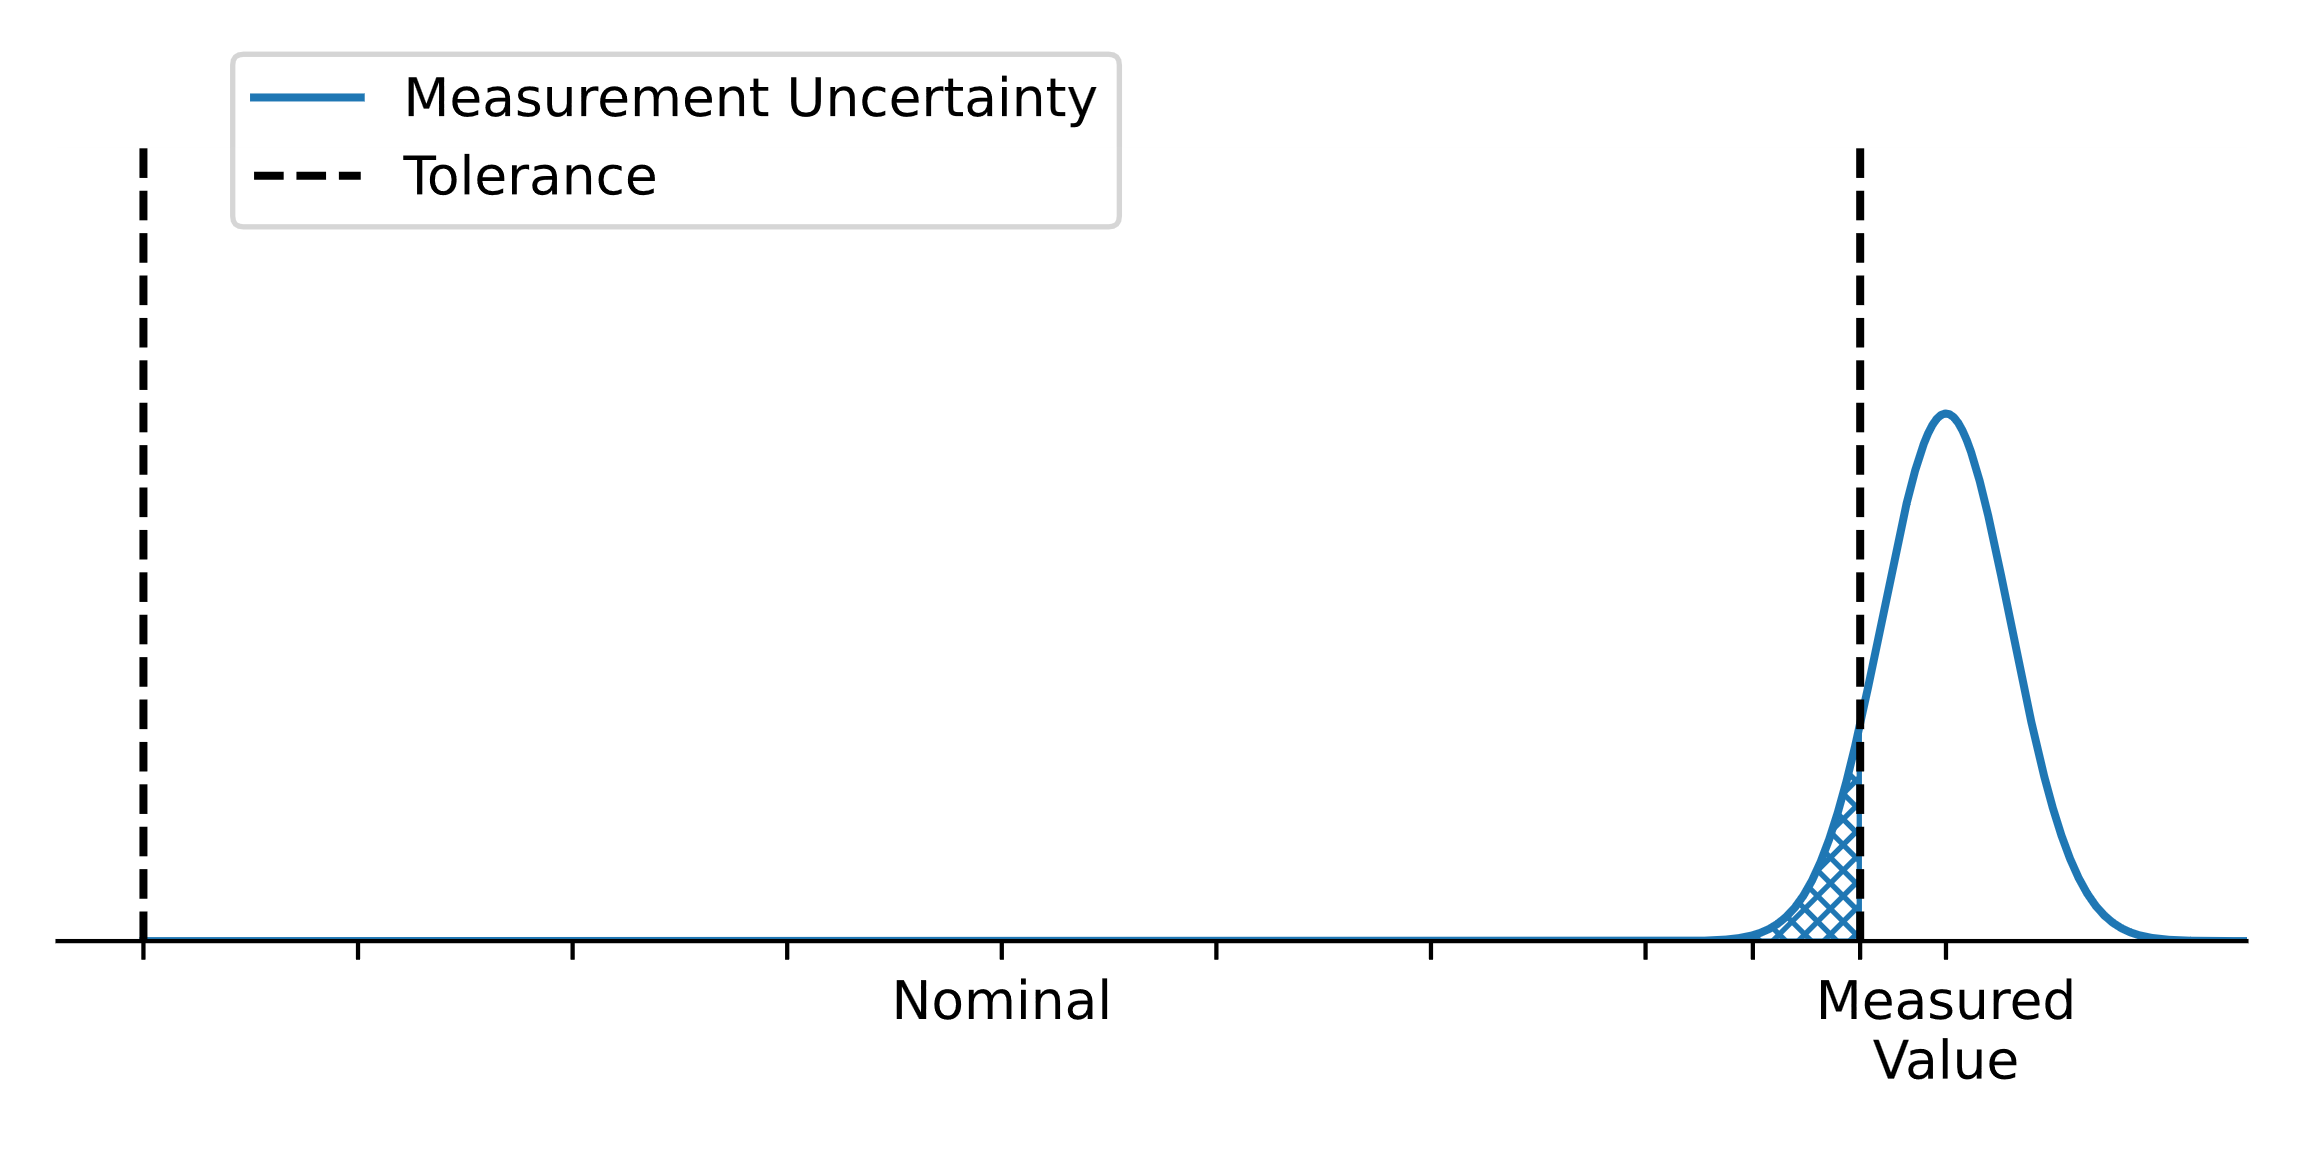 Measurement Uncertainty
Tolerance
Nominal
Measured
Value